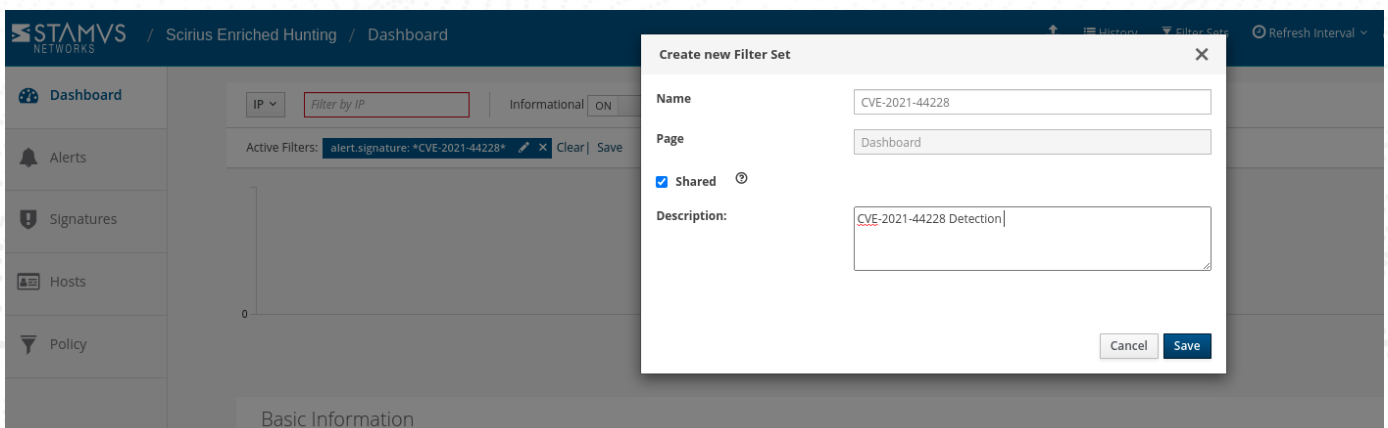 STAMVS
NETWORKS
/ Scirius Enriched Hunting / Dashboard
History
Filter Sets
Refresh Interval
Dashboard
Alerts
Signatures
Hosts
Policy
IP
Filter by IP
Informational
ON
Active Filters:
alert.signature: *CVE-2021-44228*
Clear| Save
0
Basic Information
Create new Filter Set
Name
CVE-2021-44228
Page
Dashboard
Shared
Description:
CVE-2021-44228 Detection
Cancel
Save